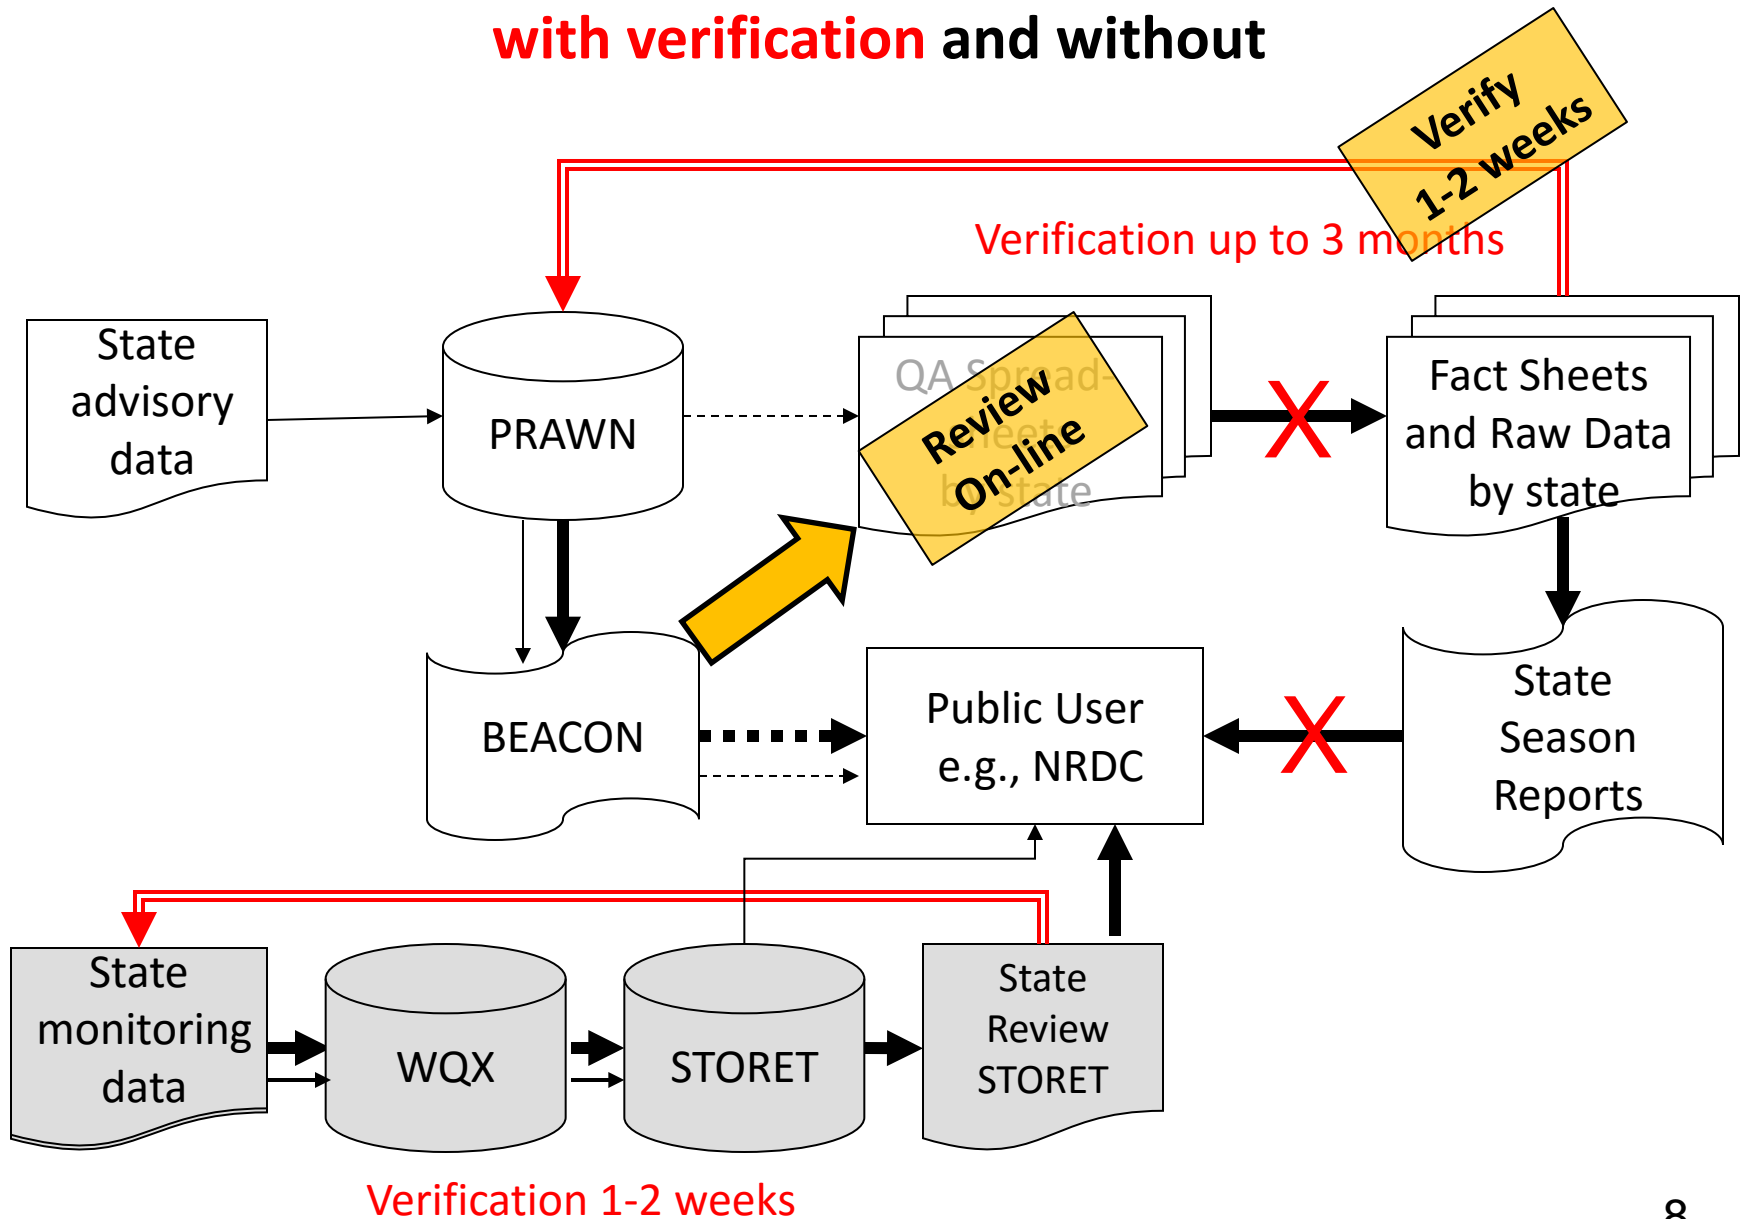 with verification and without
Verify
1-2 weeks
Verification up to 3 months
State
advisory
data
PRAWN
QA Spread-
sheets
by state
Review
On-line
Fact Sheets
and Raw Data
by state
BEACON
Public User
e.g., NRDC
State
Season
Reports
State
monitoring
data
WQX
STORET
State
Review
STORET
Verification 1-2 weeks
8